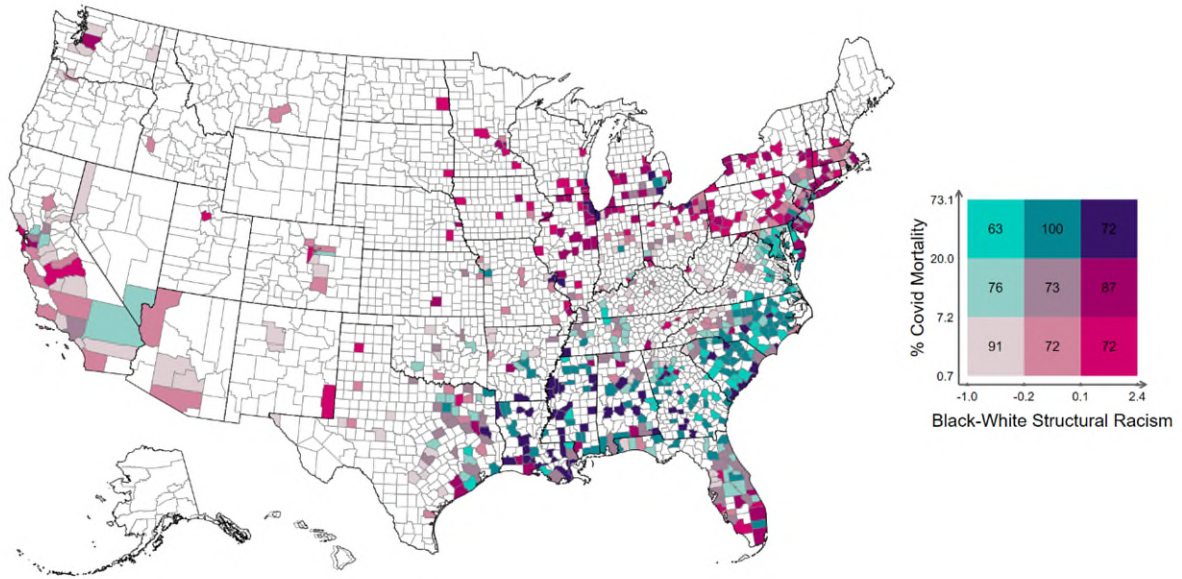 73.1
63 100 72
20.0
76 73 87
7.2
91 72 72
0.7
-1.0 -0.2 0.1 2.4
% Covid Mortality
Black-White Structural Racism